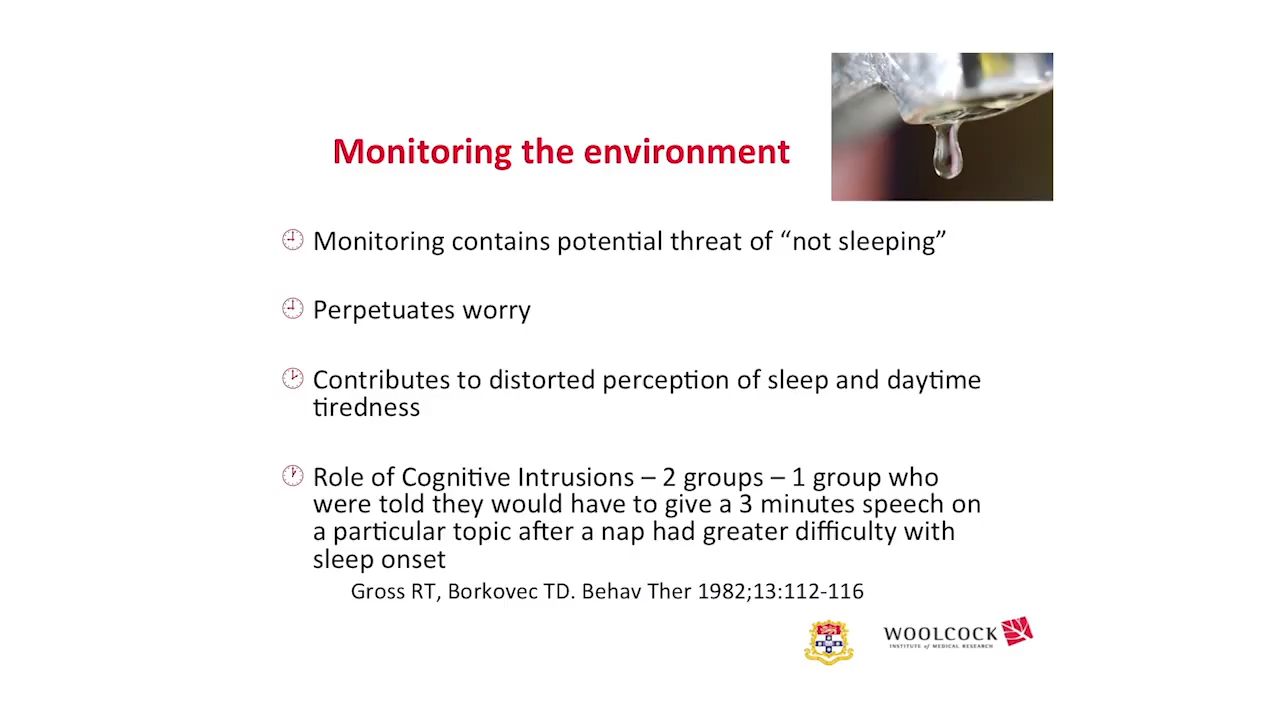 Monitoring the environment
Monitoring contains potential threat of “not sleeping”
Perpetuates worry
Contributes to distorted perception of sleep and daytime
tiredness
Role of Cognitive Intrusions – 2 groups – 1 group who
were told they would have to give a 3 minutes speech on
a particular topic after a nap had greater difficulty with
sleep onset
Gross RT, Borkovec TD. Behav Ther 1982;13:112-116
WOOLCOCK
INSTITUTE of MEDICAL RESEARCH